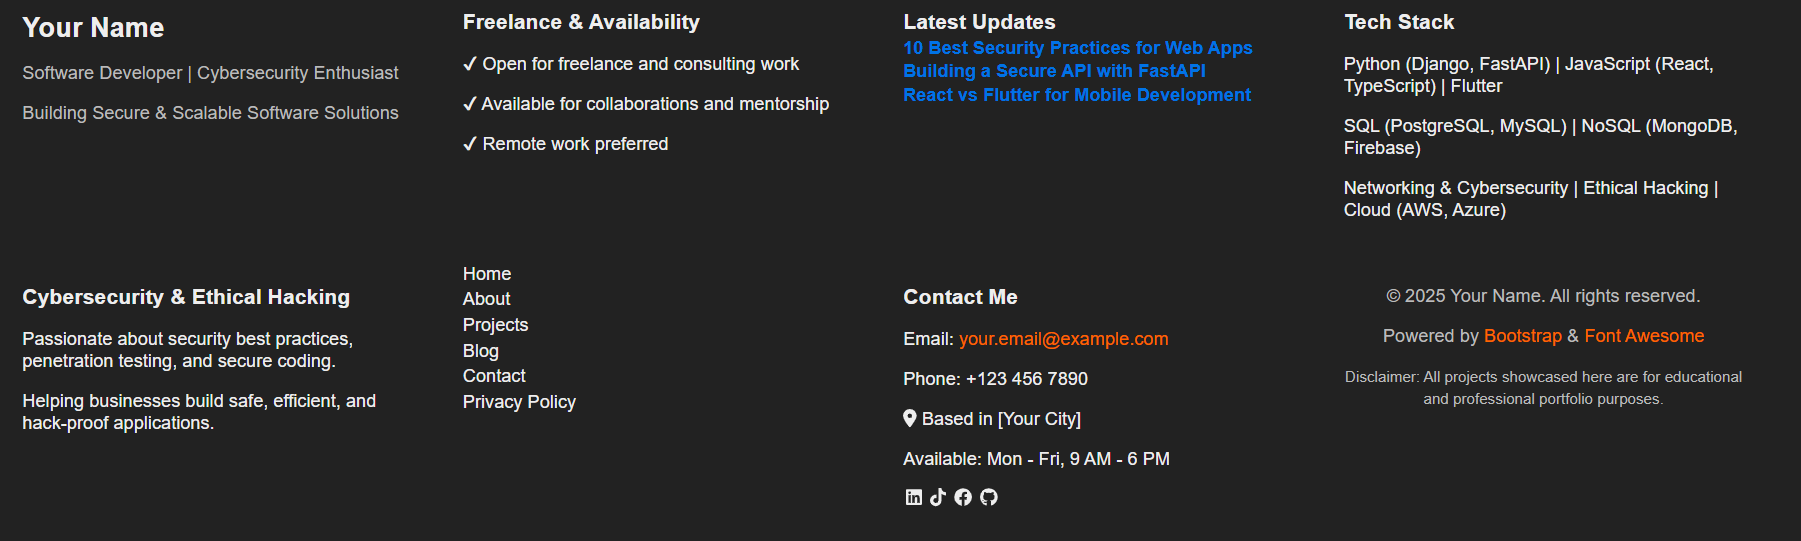 Your Name
Software Developer | Cybersecurity Enthusiast
Building Secure & Scalable Software Solutions
Freelance & Availability
✓ Open for freelance and consulting work
✓ Available for collaborations and mentorship
✓ Remote work preferred
Latest Updates
10 Best Security Practices for Web Apps
Building a Secure API with FastAPI
React vs Flutter for Mobile Development
Tech Stack
Python (Django, FastAPI) | JavaScript (React,
TypeScript) | Flutter
SQL (PostgreSQL, MySQL) | NoSQL (MongoDB,
Firebase)
Networking & Cybersecurity | Ethical Hacking |
Cloud (AWS, Azure)
Cybersecurity & Ethical Hacking
Passionate about security best practices,
penetration testing, and secure coding.
Helping businesses build safe, efficient, and
hack-proof applications.
Home
About
Projects
Blog
Contact
Privacy Policy
Contact Me
Email: your.email@example.com
Phone: +123 456 7890
Based in [Your City]
Available: Mon - Fri, 9 AM - 6 PM
© 2025 Your Name. All rights reserved.
Powered by Bootstrap & Font Awesome
Disclaimer: All projects showcased here are for educational
and professional portfolio purposes.